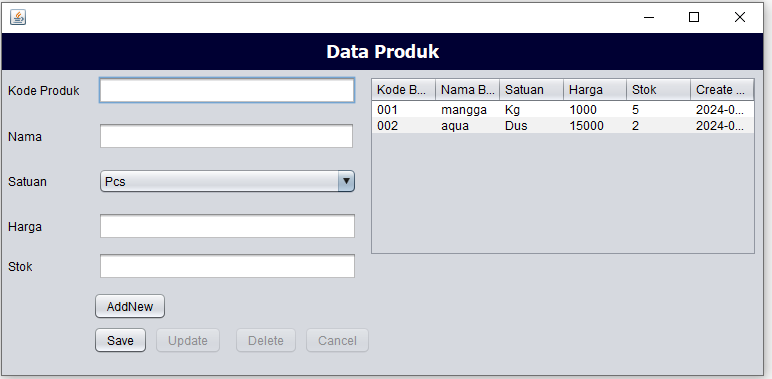 Data Produk
Kode Produk
Nama
Satuan Pcs
Harga
Stok
AddNew
Save Update Delete Cancel
Kode B... Nama B... Satuan Harga Stok Create ...
001 mangga Kg 1000 5 2024-0...
002 aqua Dus 15000 2 2024-0...